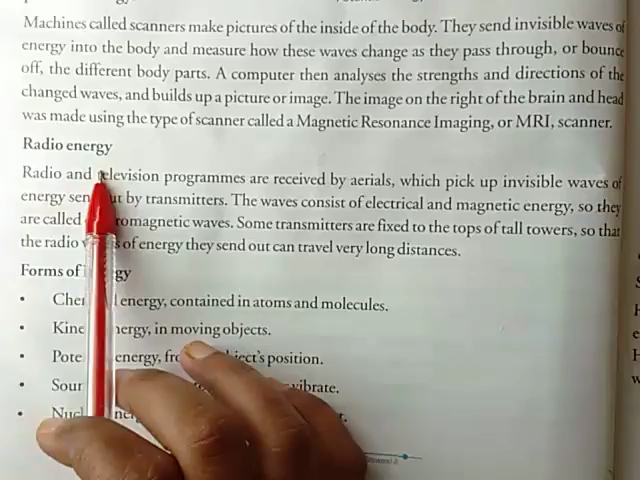 Machines called scanners make pictures of the inside of the body. They send invisible waves of
energy into the body and measure how these waves change as they pass through, or bounce
off, the different body parts. A computer then analyses the strengths and directions of the
changed waves, and builds up a picture or image. The image on the right of the brain and head
was made using the type of scanner called a Magnetic Resonance Imaging, or MRI, scanner.
Radio energy
Radio and television programmes are received by aerials, which pick up invisible waves of
energy sen ut by transmitters. The waves consist of electrical and magnetic energy, so they
are called romagnetic waves. Some transmitters are fixed to the tops of tall towers, so that
the radio s of energy they send out can travel very long distances.
Forms of gy
• Che l energy, contained in atoms and molecules.
• Kine nergy, in moving objects.
• Pote energy, fro ject's position.
• Sour vibrate.
• Nucl ner